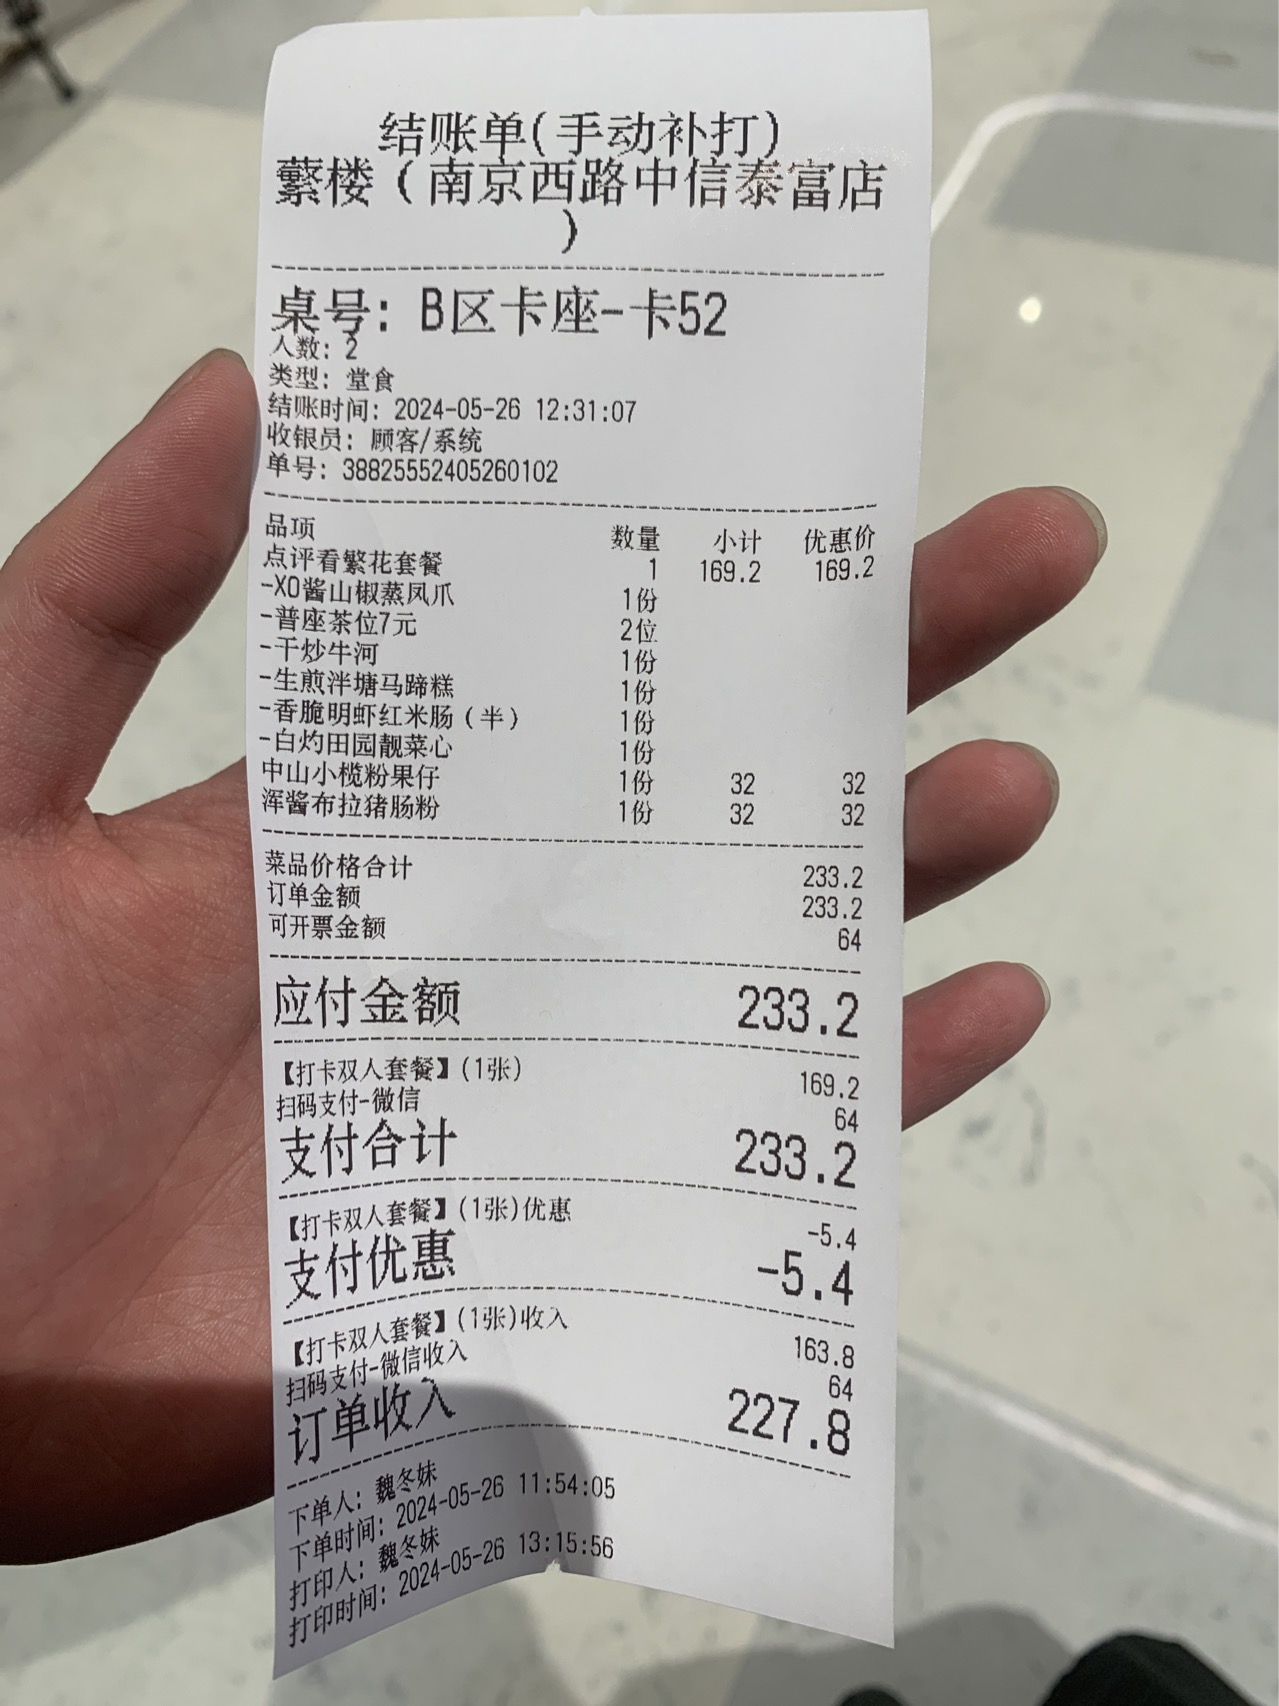 结账单(手动补打)
蘩楼（南京西路中信泰富店
）
桌号: B区卡座-卡52
人数: 2
类型: 堂食
结账时间: 2024-05-26 12:31:07
收银员: 顾客/系统
单号: 38825552405260102
品项 数量 小计 优惠价
点评看繁花套餐 1 169.2 169.2
-XO酱山椒蒸凤爪 1份
-普座茶位7元 2位
-干炒牛河 1份
-生煎泮塘马蹄糕 1份
-香脆明虾红米肠（半） 1份
-白灼田园靓菜心 1份
中山小榄粉果仔 1份 32 32
浑酱布拉猪肠粉 1份 32 32
菜品价格合计 233.2
订单金额 233.2
可开票金额 64
应付金额 233.2
【打卡双人套餐】(1张) 169.2
扫码支付-微信 64
支付合计 233.2
【打卡双人套餐】(1张)优惠 -5.4
支付优惠 -5.4
【打卡双人套餐】(1张)收入 163.8
扫码支付-微信收入 64
订单收入 227.8
下单人: 魏冬妹
下单时间: 2024-05-26 11:54:05
打印人: 魏冬妹
打印时间: 2024-05-26 13:15:56